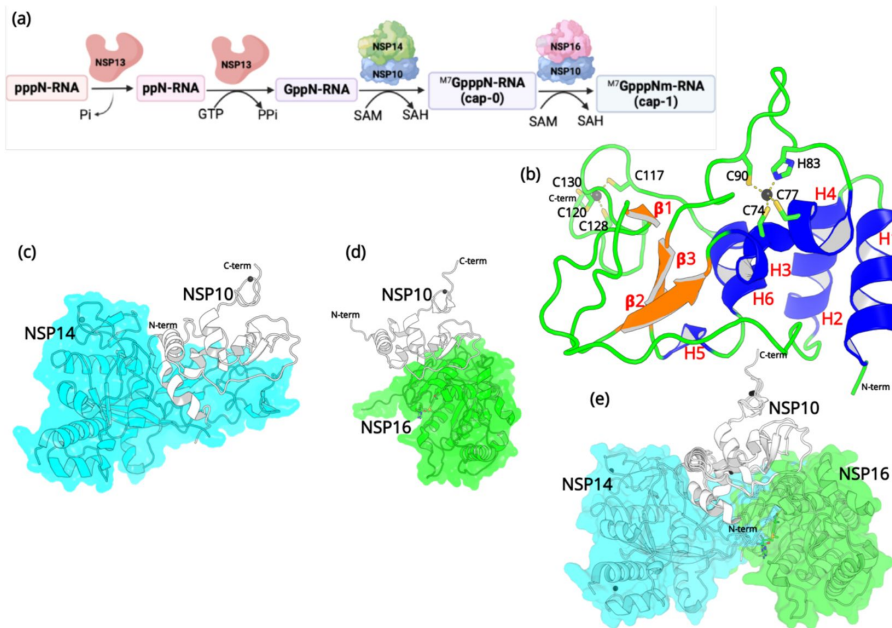 (a)
NSP13
NSP13
NSP14
NSP10
NSP16
NSP10
pppN-RNA
ppN-RNA
GppN-RNA
M7GpppN-RNA
(cap-0)
M7GpppNm-RNA
(cap-1)
Pi
GTP
PPi
SAM
SAH
SAM
SAH
(b)
C130
C117
C-term
C120
C128
C90
H83
C77
C74
H4
H1
β1
β3
β2
H3
H6
H2
H5
N-term
(c)
C-term
NSP10
NSP14
N-term
(d)
C-term
NSP10
N-term
NSP16
(e)
C-term
NSP10
NSP14
NSP16
N-term